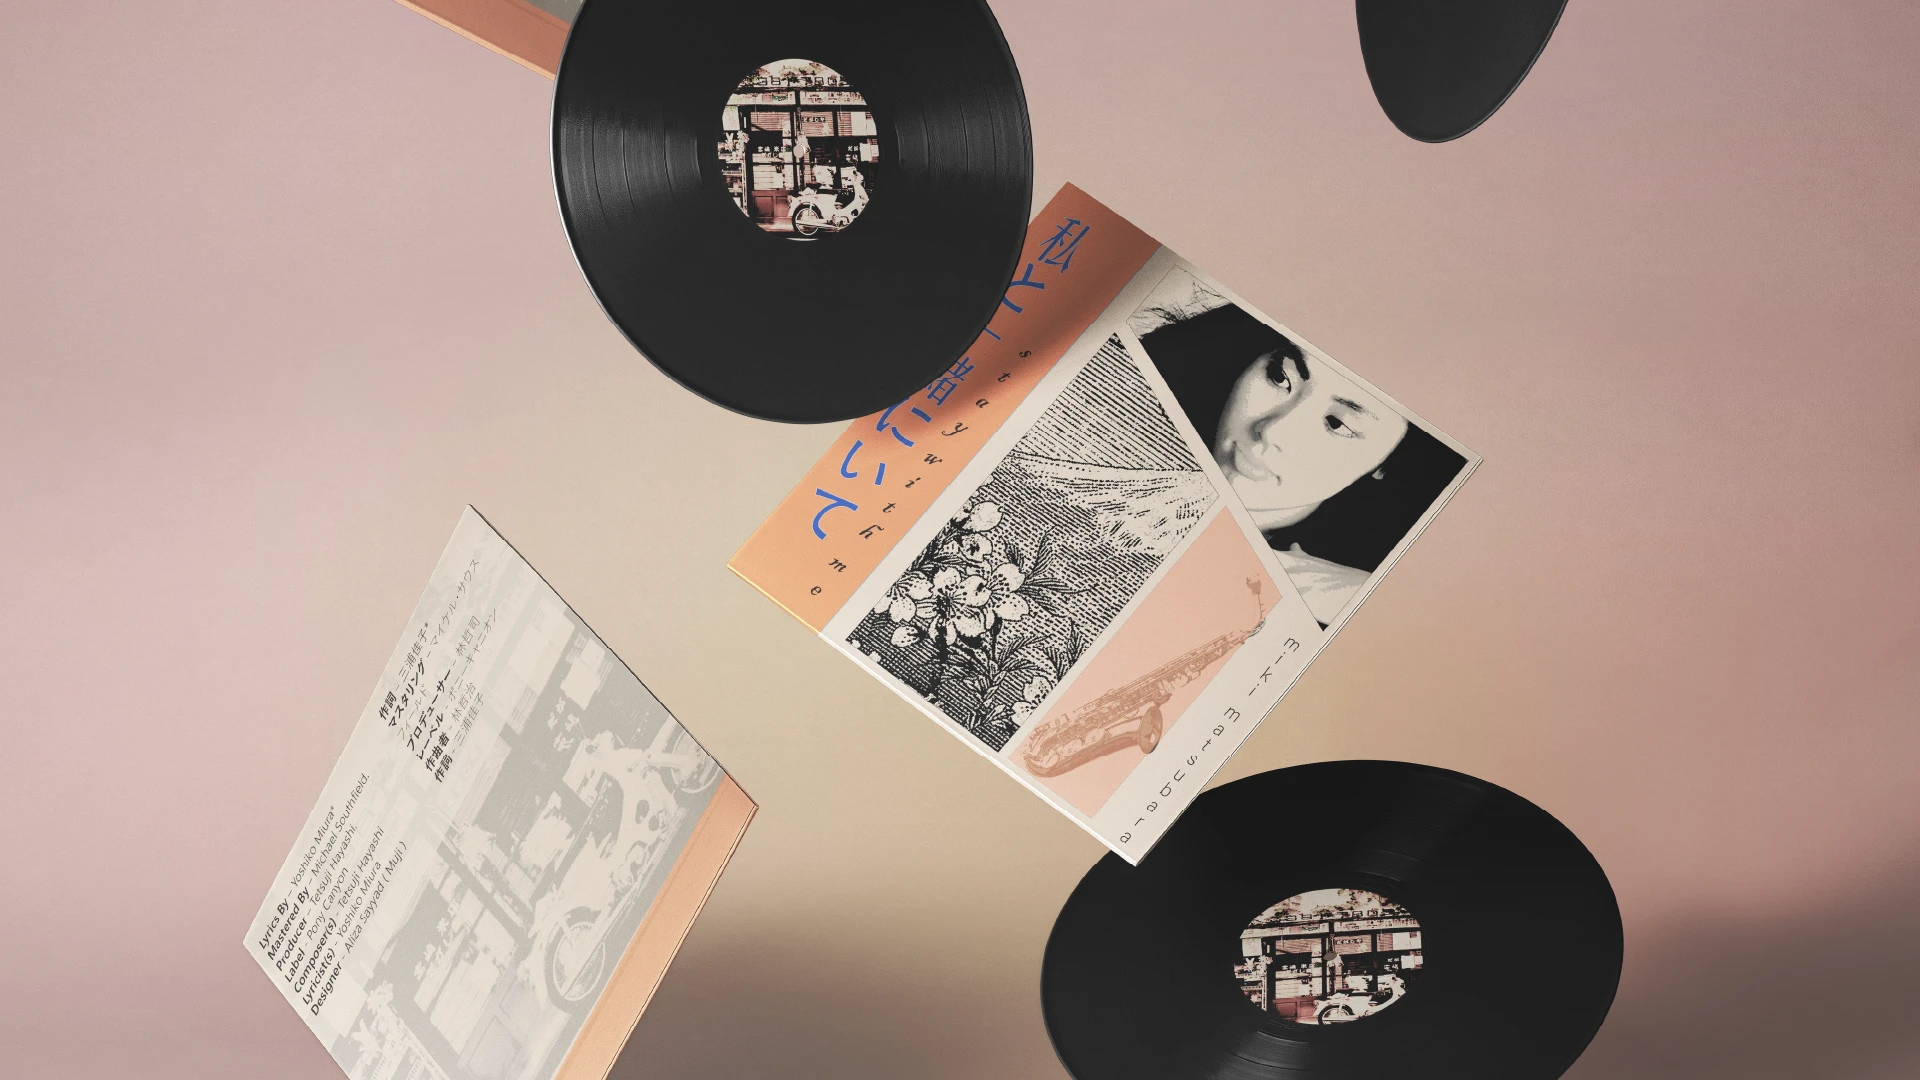 私と一緒にいて
stay with me
miki matsubara
作詞 – 三浦佳子*
マスタリング – マイケル・サウス
フィールド
プロデューサー – 林哲司
レーベル - ポニーキャニオン
作曲者 - 林哲治
作詞 - 三浦佳子
Lyrics By – Yoshiko Miura*
Mastered By – Michael Southfield.
Producer – Tetsuji Hayashi.
Label - Pony Canyon
Composer(s) - Tetsuji Hayashi
Lyricist(s) - Yoshiko Miura
Designer - Aliza Sayyad ( Muji )